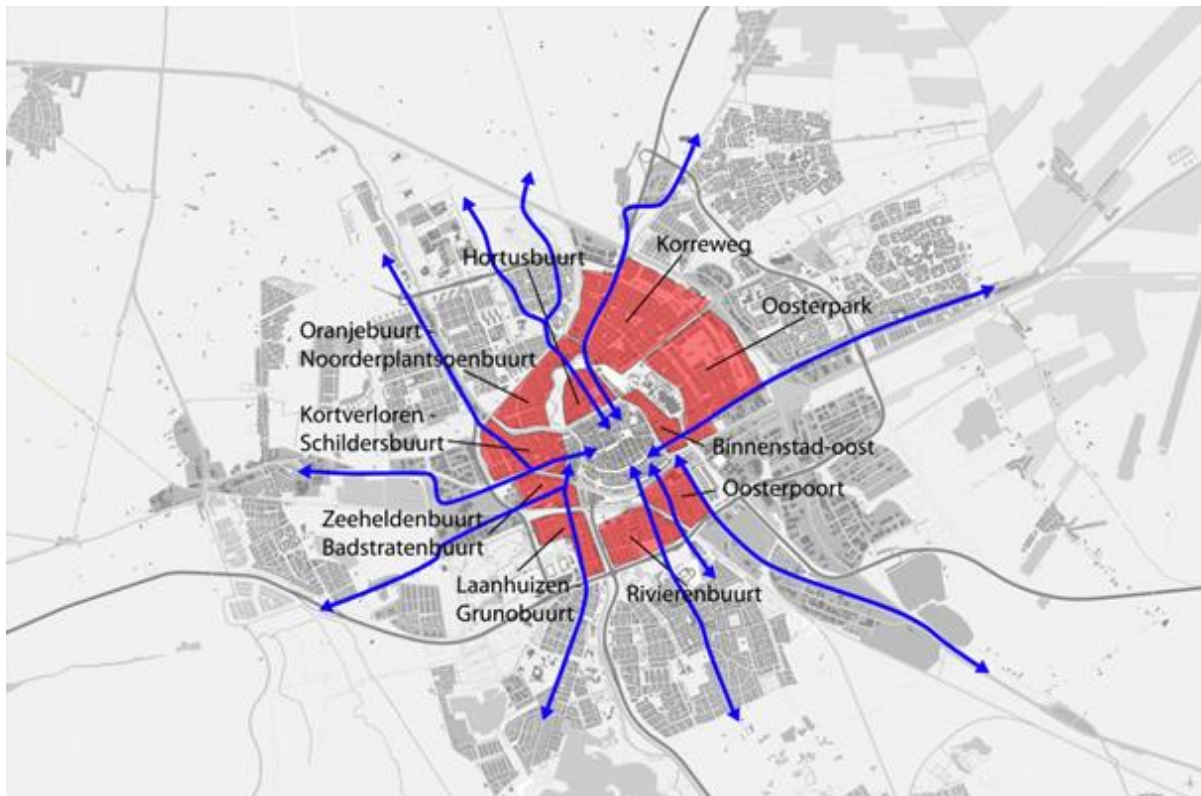 Hortusbuurt
Korreweg
Oosterpark
Oranjebuurt -
Noorderplantsoenbuurt
Kortverloren -
Schildersbuurt
Binnenstad-oost
Oosterpoort
Zeeheldenbuurt
Badstratenbuurt
Laanhuizen
Grunobuurt
Rivierenbuurt